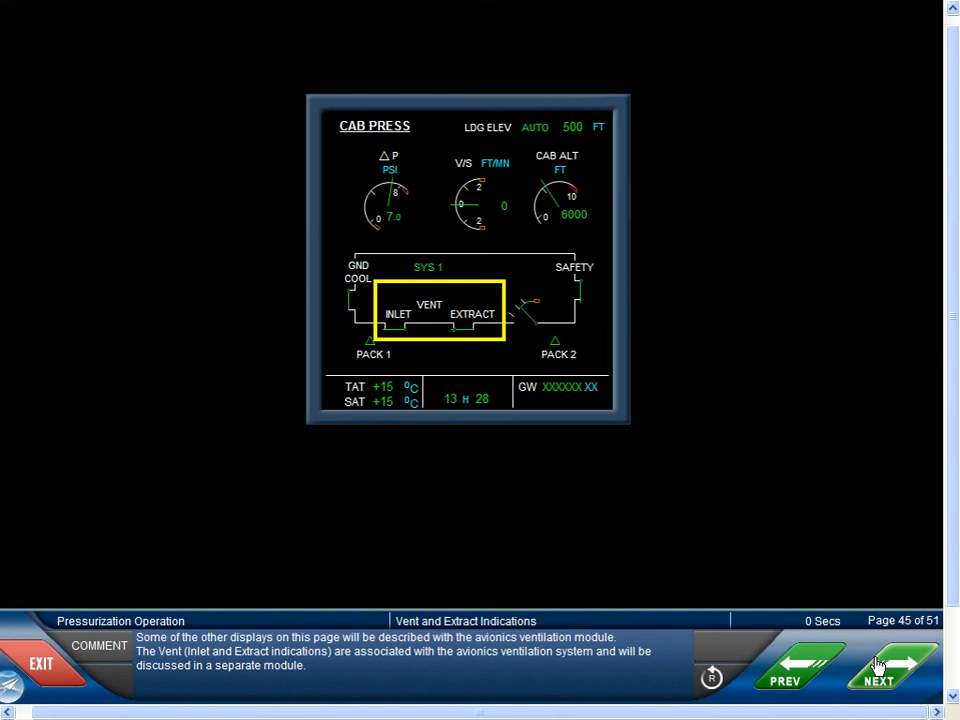 CAB PRESS
LDG ELEV AUTO 500 FT
△ P
PSI
8
0
7.0
V/S FT/MN
2
0
2
0
CAB ALT
FT
10
0
6000
GND
COOL
SYS 1
SAFETY
VENT
INLET
EXTRACT
PACK 1
PACK 2
TAT +15 °C
SAT +15 °C
13 H 28
GW XXXXXX XX
Pressurization Operation
Vent and Extract Indications
0 Secs
Page 45 of 51
EXIT
COMMENT
Some of the other displays on this page will be described with the avionics ventilation module.
The Vent (Inlet and Extract indications) are associated with the avionics ventilation system and will be
discussed in a separate module.
R
PREV
NEXT